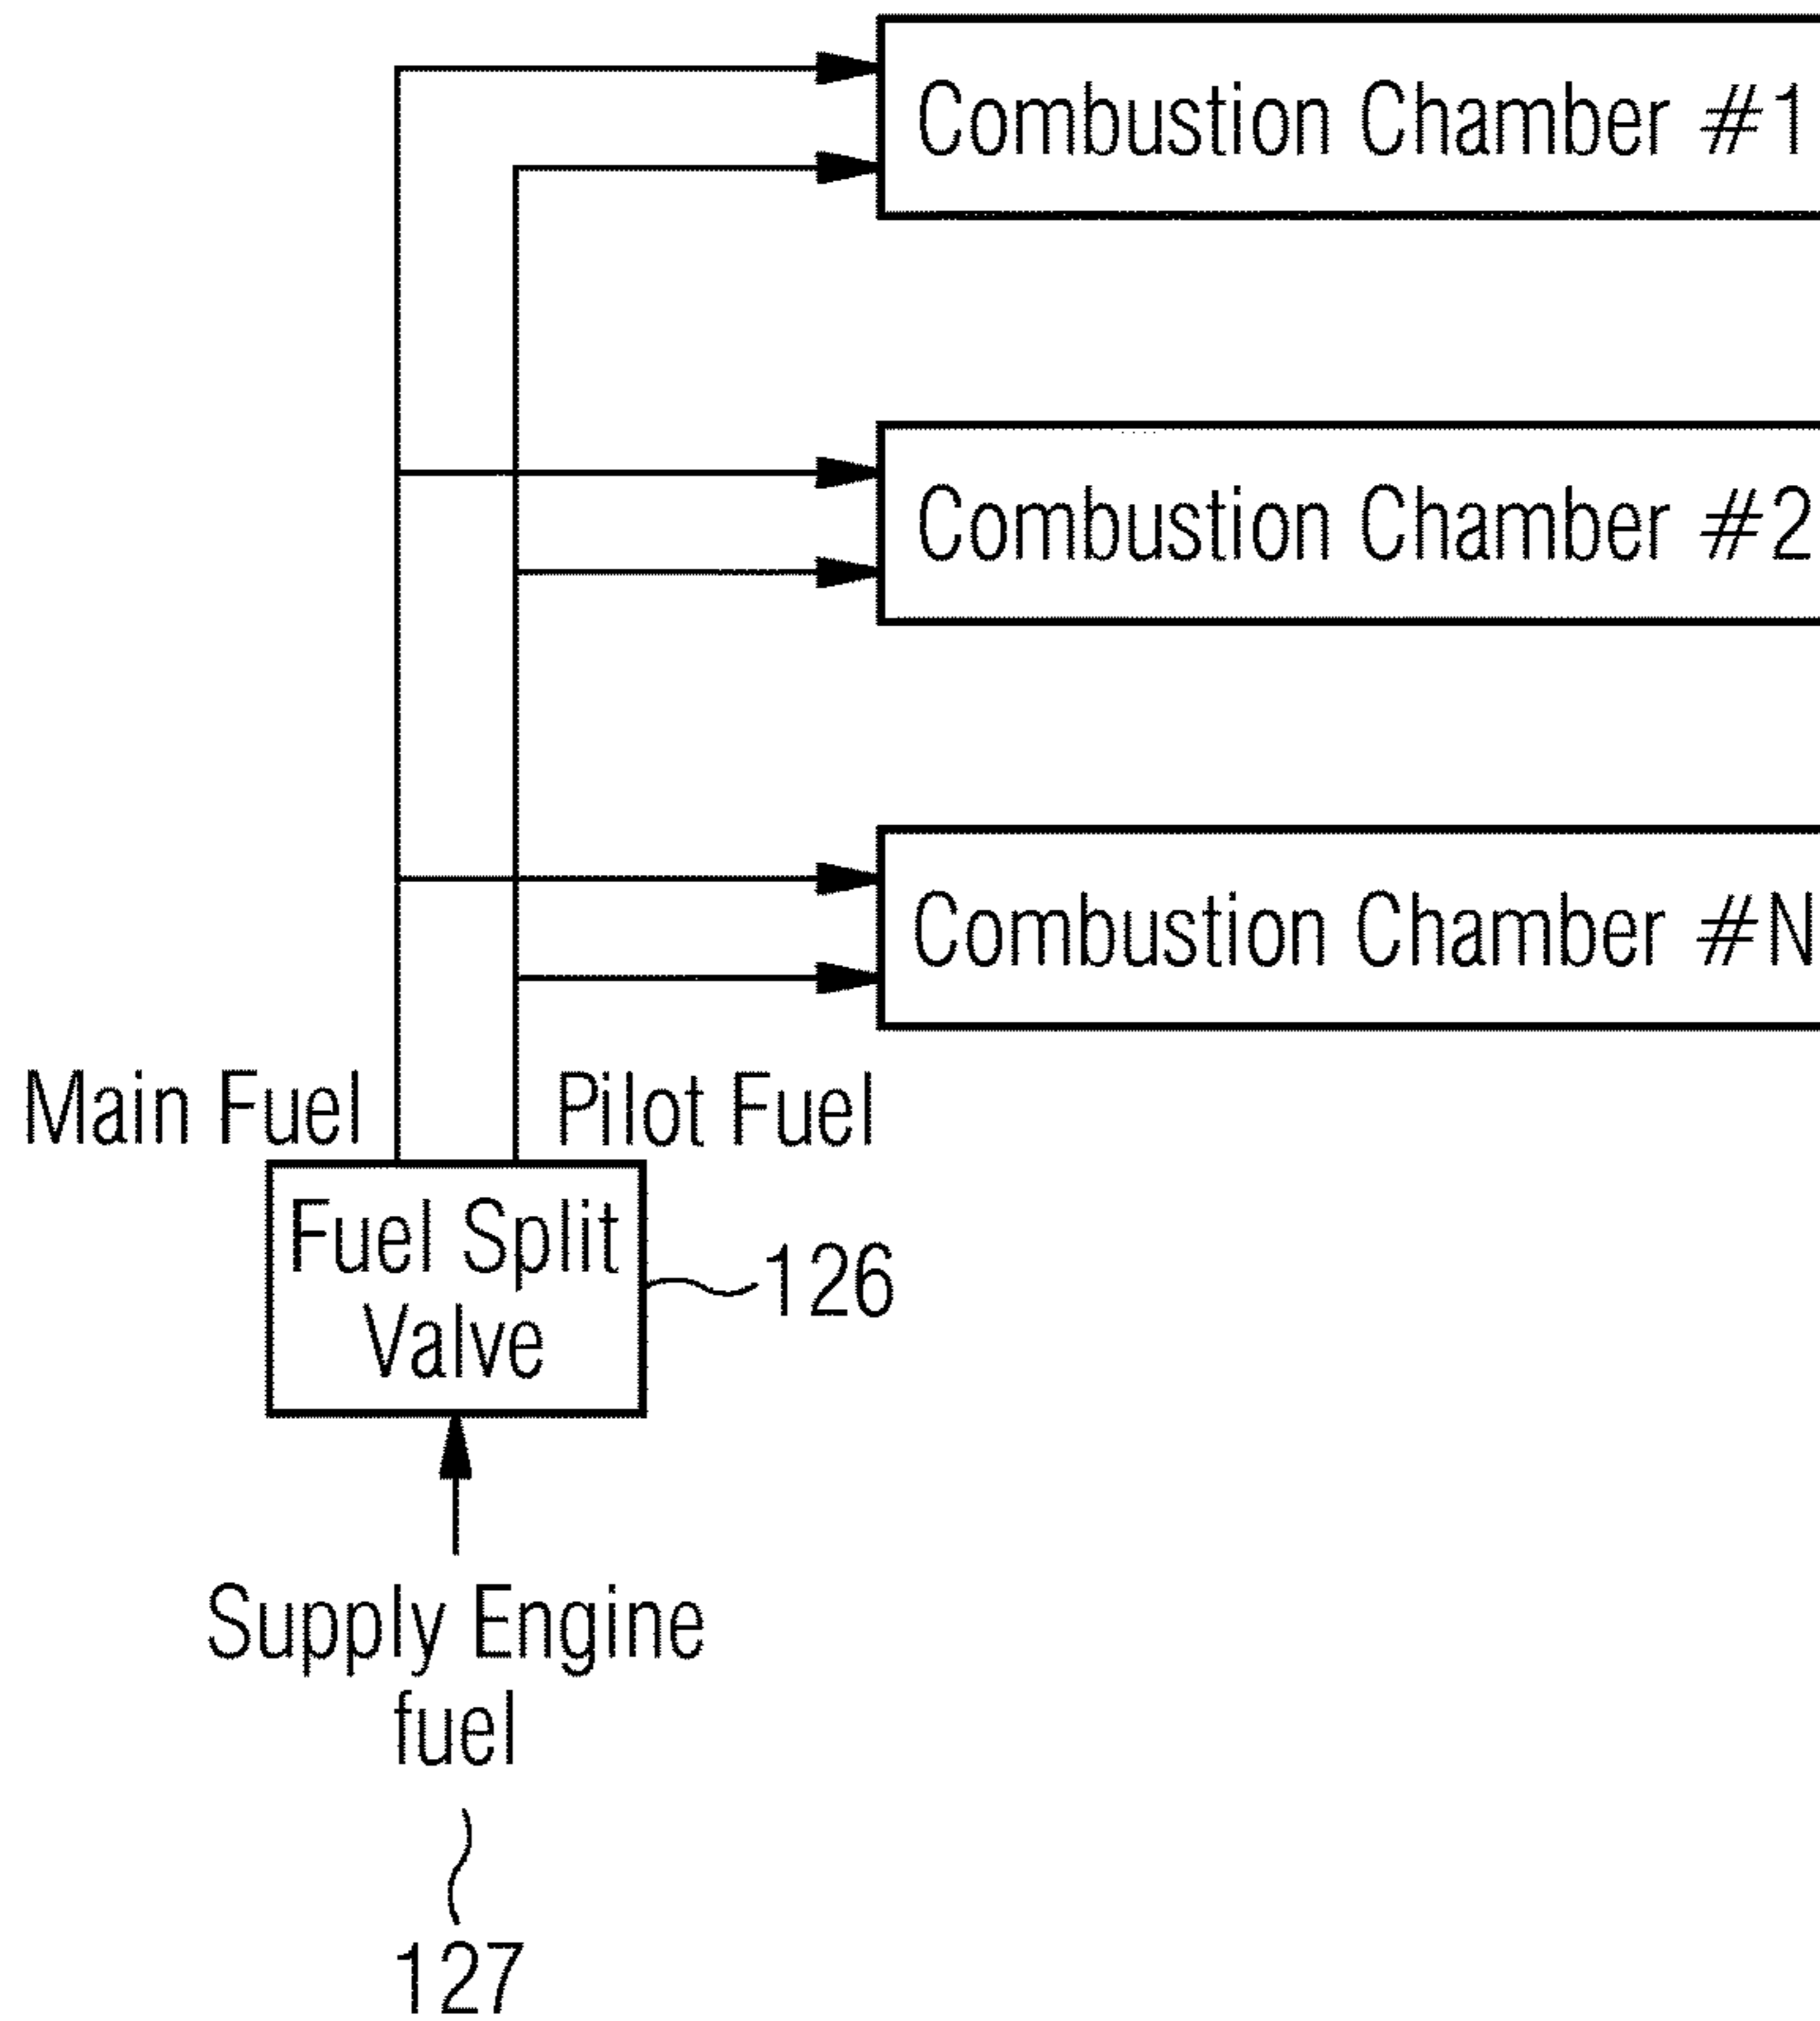 Combustion Chamber #1
Combustion Chamber #2
Combustion Chamber #N
Main Fuel
Pilot Fuel
Fuel Split
Valve
126
Supply Engine
fuel
127